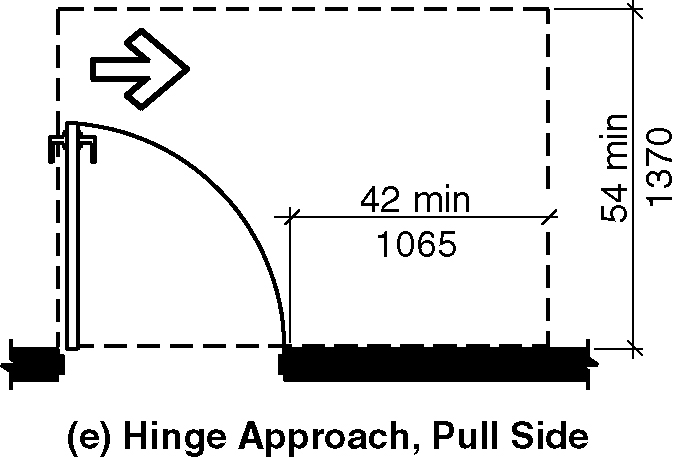 42 min
1065
54 min
1370
(e) Hinge Approach, Pull Side